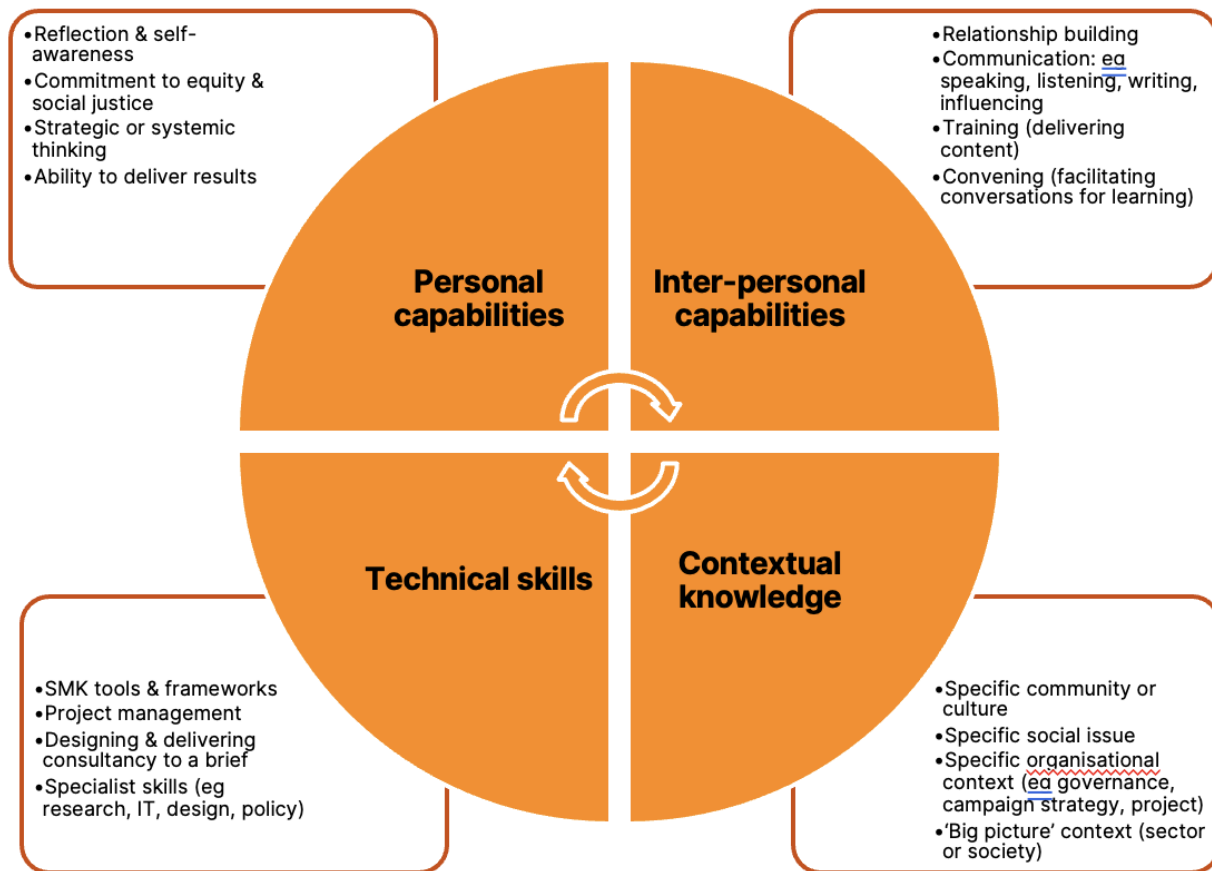 •Reflection & self-
awareness
•Commitment to equity &
social justice
•Strategic or systemic
thinking
•Ability to deliver results
•Relationship building
•Communication: eg
speaking, listening, writing,
influencing
•Training (delivering
content)
•Convening (facilitating
conversations for learning)
Personal
capabilities
Inter-personal
capabilities
Technical skills
Contextual
knowledge
•SMK tools & frameworks
•Project management
•Designing & delivering
consultancy to a brief
•Specialist skills (eg
research, IT, design, policy)
•Specific community or
culture
•Specific social issue
•Specific organisational
context (eg governance,
campaign strategy, project)
•‘Big picture’ context (sector
or society)